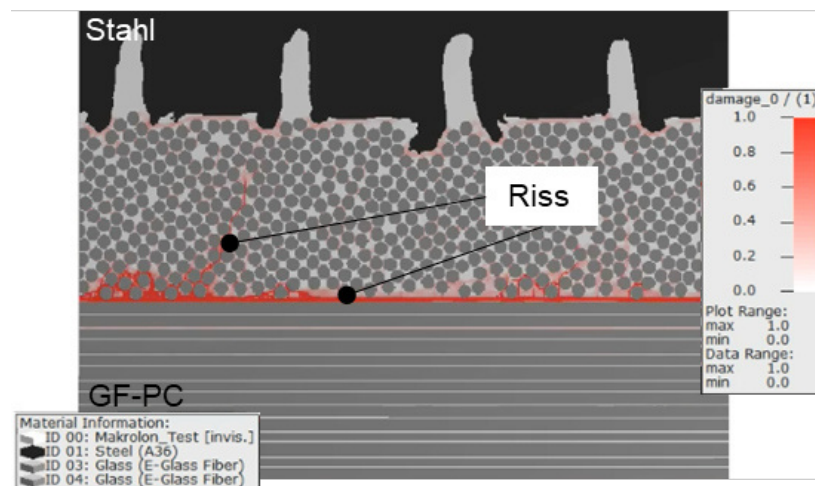 Stahl
damage_0 / (1)
1.0
0.8
0.6
0.4
0.2
0.0
Plot Range:
max 1.0
min 0.0
Data Range:
max 1.0
min 0.0
Riss
GF-PC
Material Information:
ID 00: Makrolon_Test [invis.]
ID 01: Steel (A36)
ID 03: Glass (E-Glass Fiber)
ID 04: Glass (E-Glass Fiber)